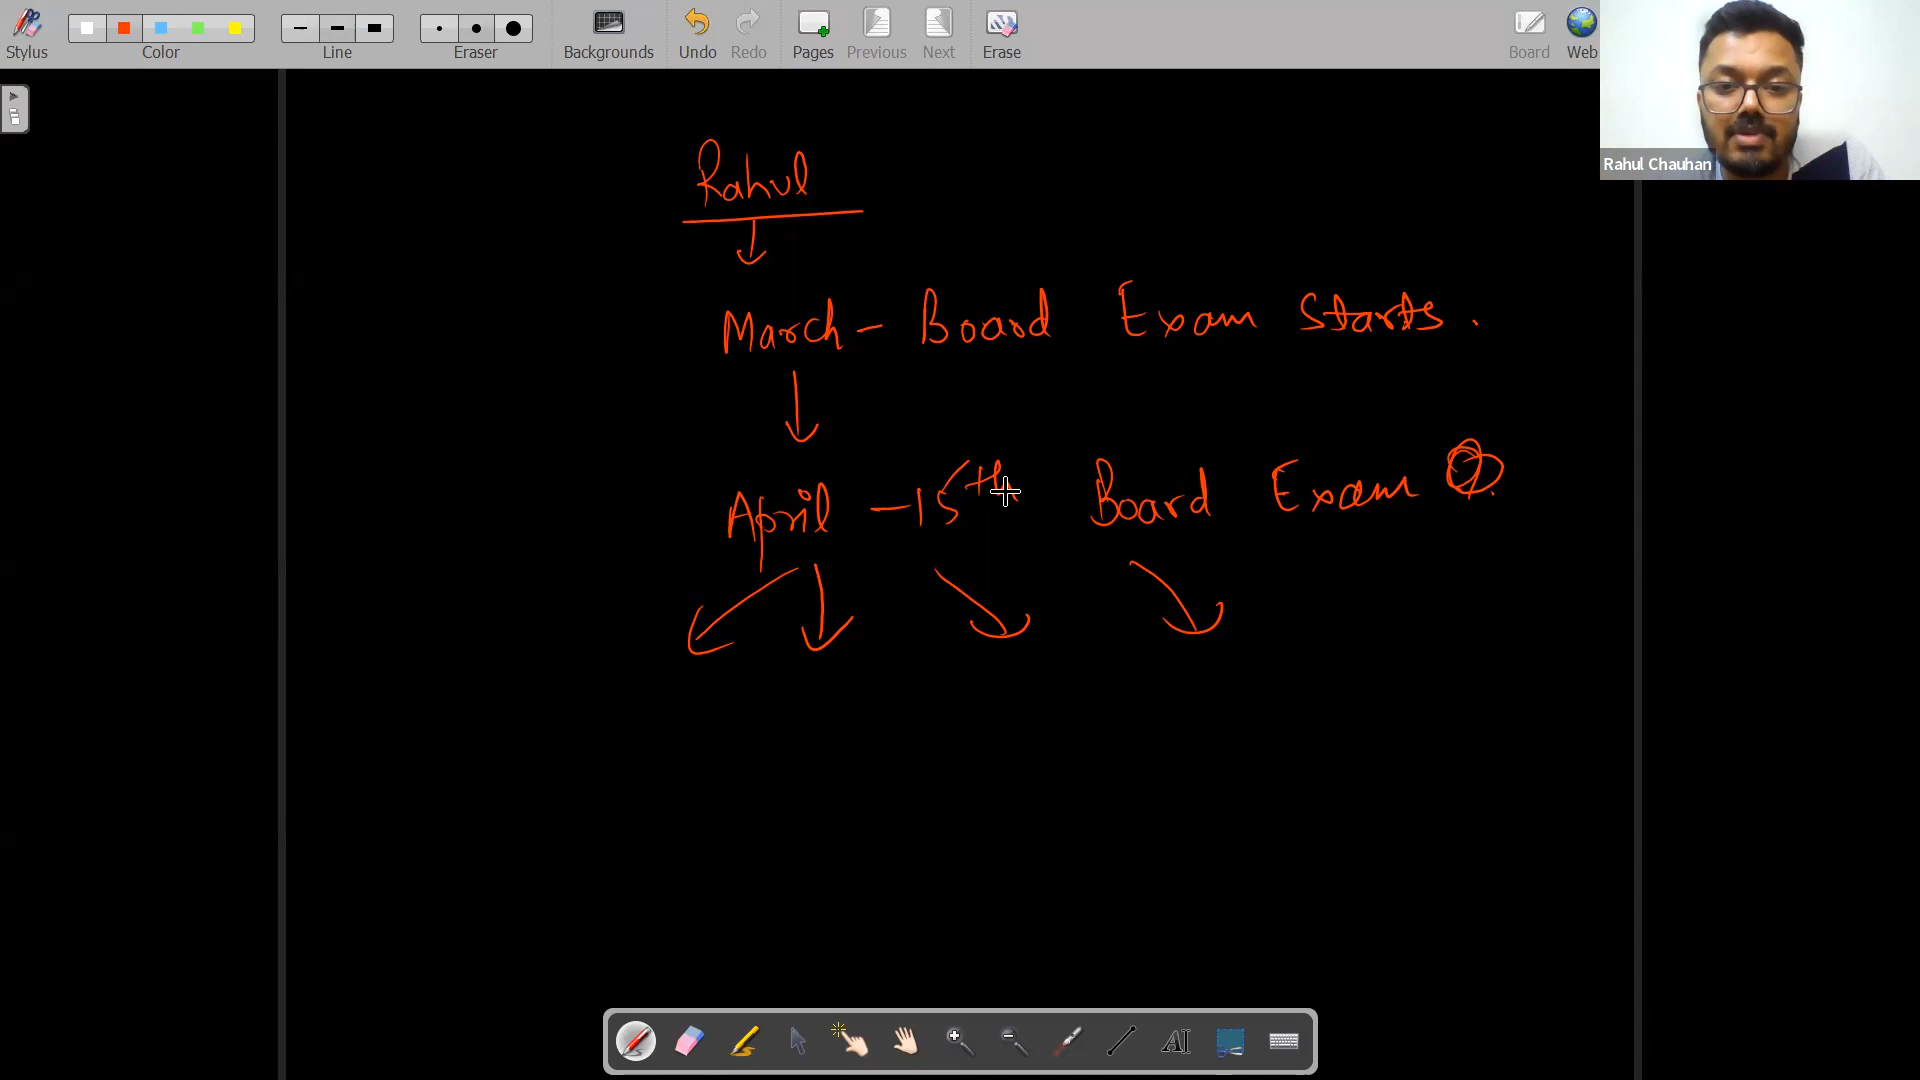 Stylus Color Line Eraser Backgrounds Undo Redo Pages Previous Next Erase Board Web
Rahul Chauhan
Rahul
March - Board Exam Starts.
April - 15th Board Exam
AI